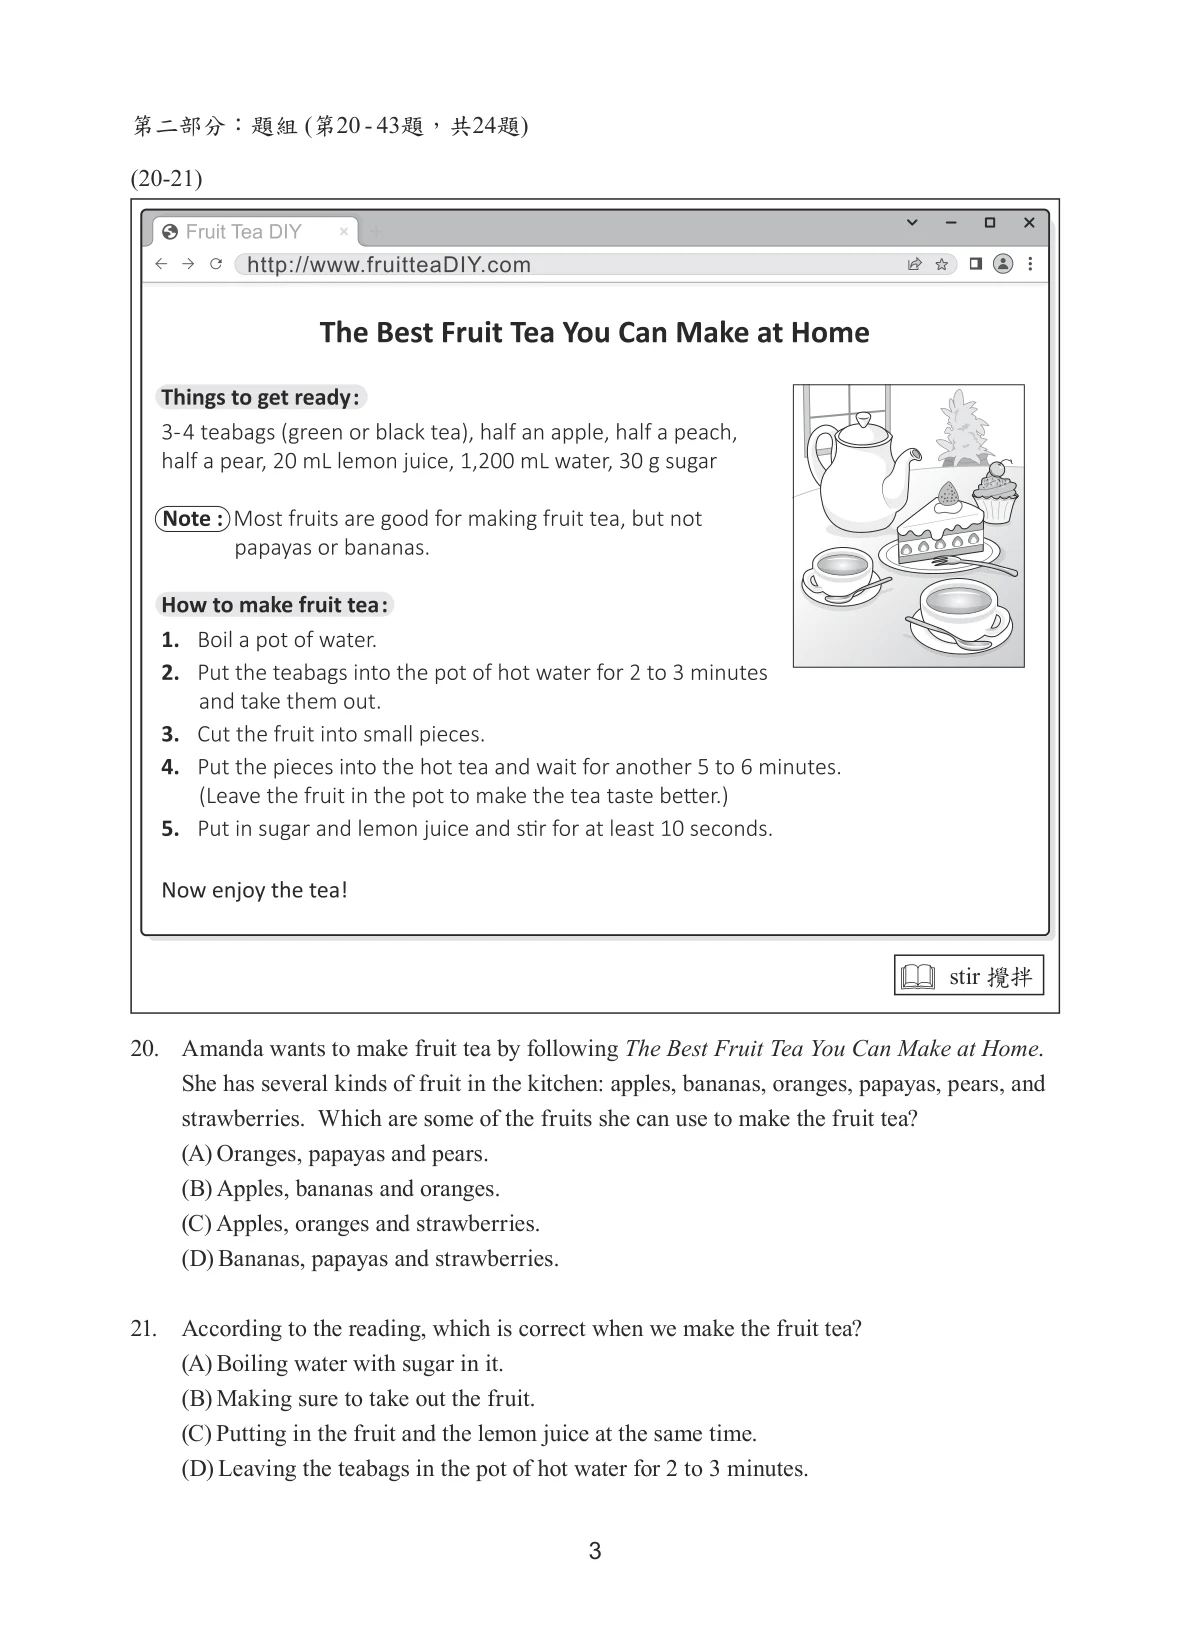 第二部分：題組 (第20-43題，共24題)
(20-21)
Fruit Tea DIY
http://www.fruitteaDIY.com
The Best Fruit Tea You Can Make at Home
Things to get ready:
3-4 teabags (green or black tea), half an apple, half a peach,
half a pear, 20 mL lemon juice, 1,200 mL water, 30 g sugar
Note : Most fruits are good for making fruit tea, but not
papayas or bananas.
How to make fruit tea:
1. Boil a pot of water.
2. Put the teabags into the pot of hot water for 2 to 3 minutes
and take them out.
3. Cut the fruit into small pieces.
4. Put the pieces into the hot tea and wait for another 5 to 6 minutes.
(Leave the fruit in the pot to make the tea taste better.)
5. Put in sugar and lemon juice and stir for at least 10 seconds.
Now enjoy the tea!
stir 攪拌
20. Amanda wants to make fruit tea by following The Best Fruit Tea You Can Make at Home.
She has several kinds of fruit in the kitchen: apples, bananas, oranges, papayas, pears, and
strawberries. Which are some of the fruits she can use to make the fruit tea?
(A) Oranges, papayas and pears.
(B) Apples, bananas and oranges.
(C) Apples, oranges and strawberries.
(D) Bananas, papayas and strawberries.
21. According to the reading, which is correct when we make the fruit tea?
(A) Boiling water with sugar in it.
(B) Making sure to take out the fruit.
(C) Putting in the fruit and the lemon juice at the same time.
(D) Leaving the teabags in the pot of hot water for 2 to 3 minutes.
3